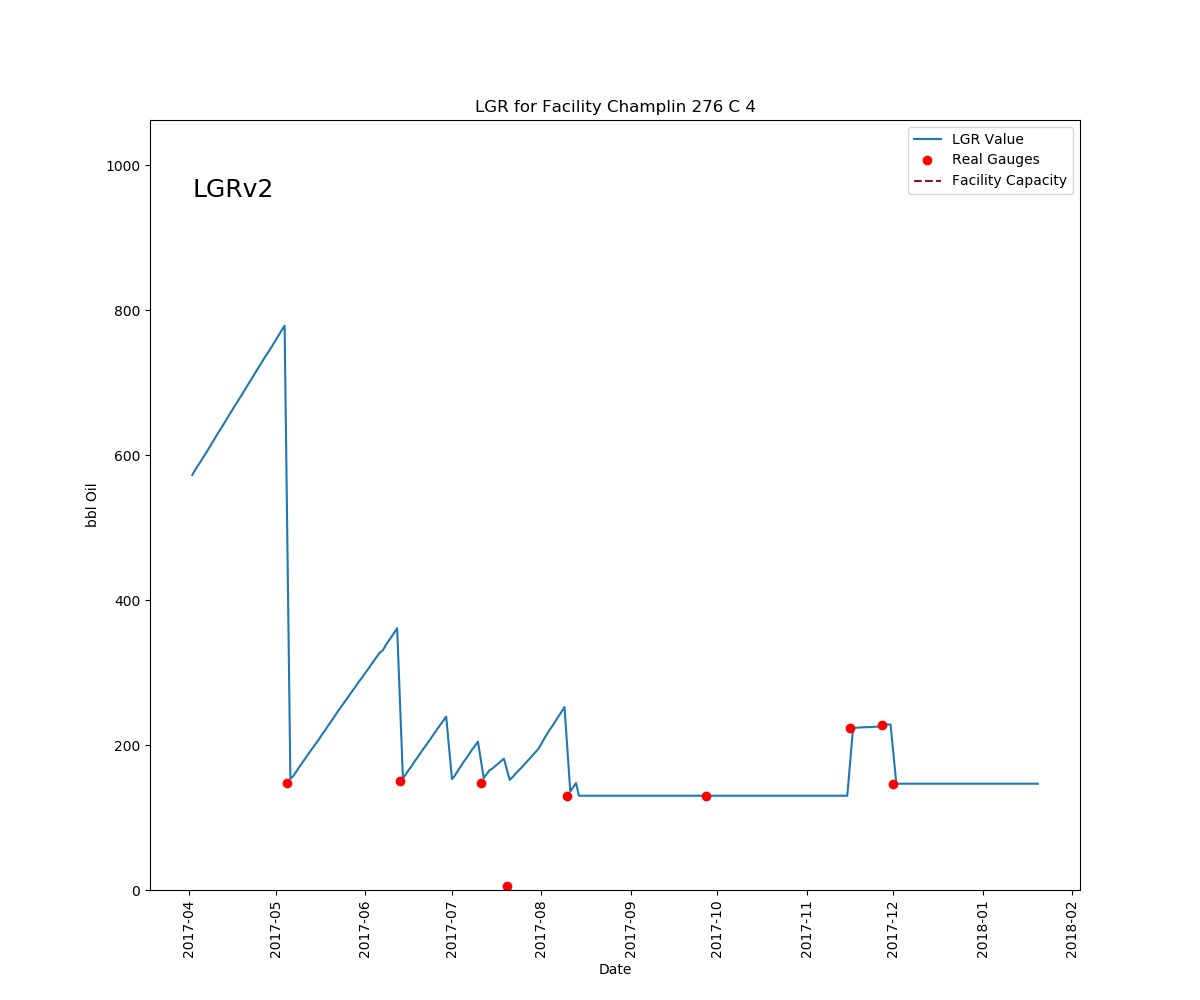 LGR for Facility Champlin 276 C 4
LGRv2
LGR Value
Real Gauges
Facility Capacity
1000
800
600
400
200
0
bbl Oil
2017-04
2017-05
2017-06
2017-07
2017-08
2017-09
2017-10
2017-11
2017-12
2018-01
2018-02
Date